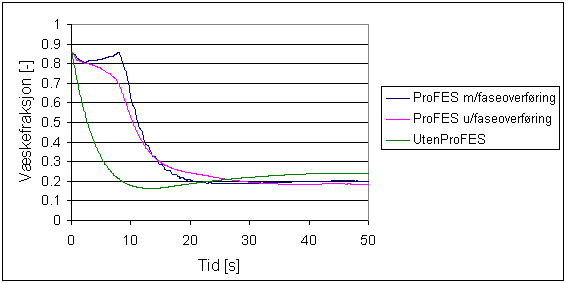 Væskefraksjon [-]
1
0.9
0.8
0.7
0.6
0.5
0.4
0.3
0.2
0.1
0
0 10 20 30 40 50
Tid [s]
ProFES m/faseoverføring
ProFES u/faseoverføring
UtenProFES